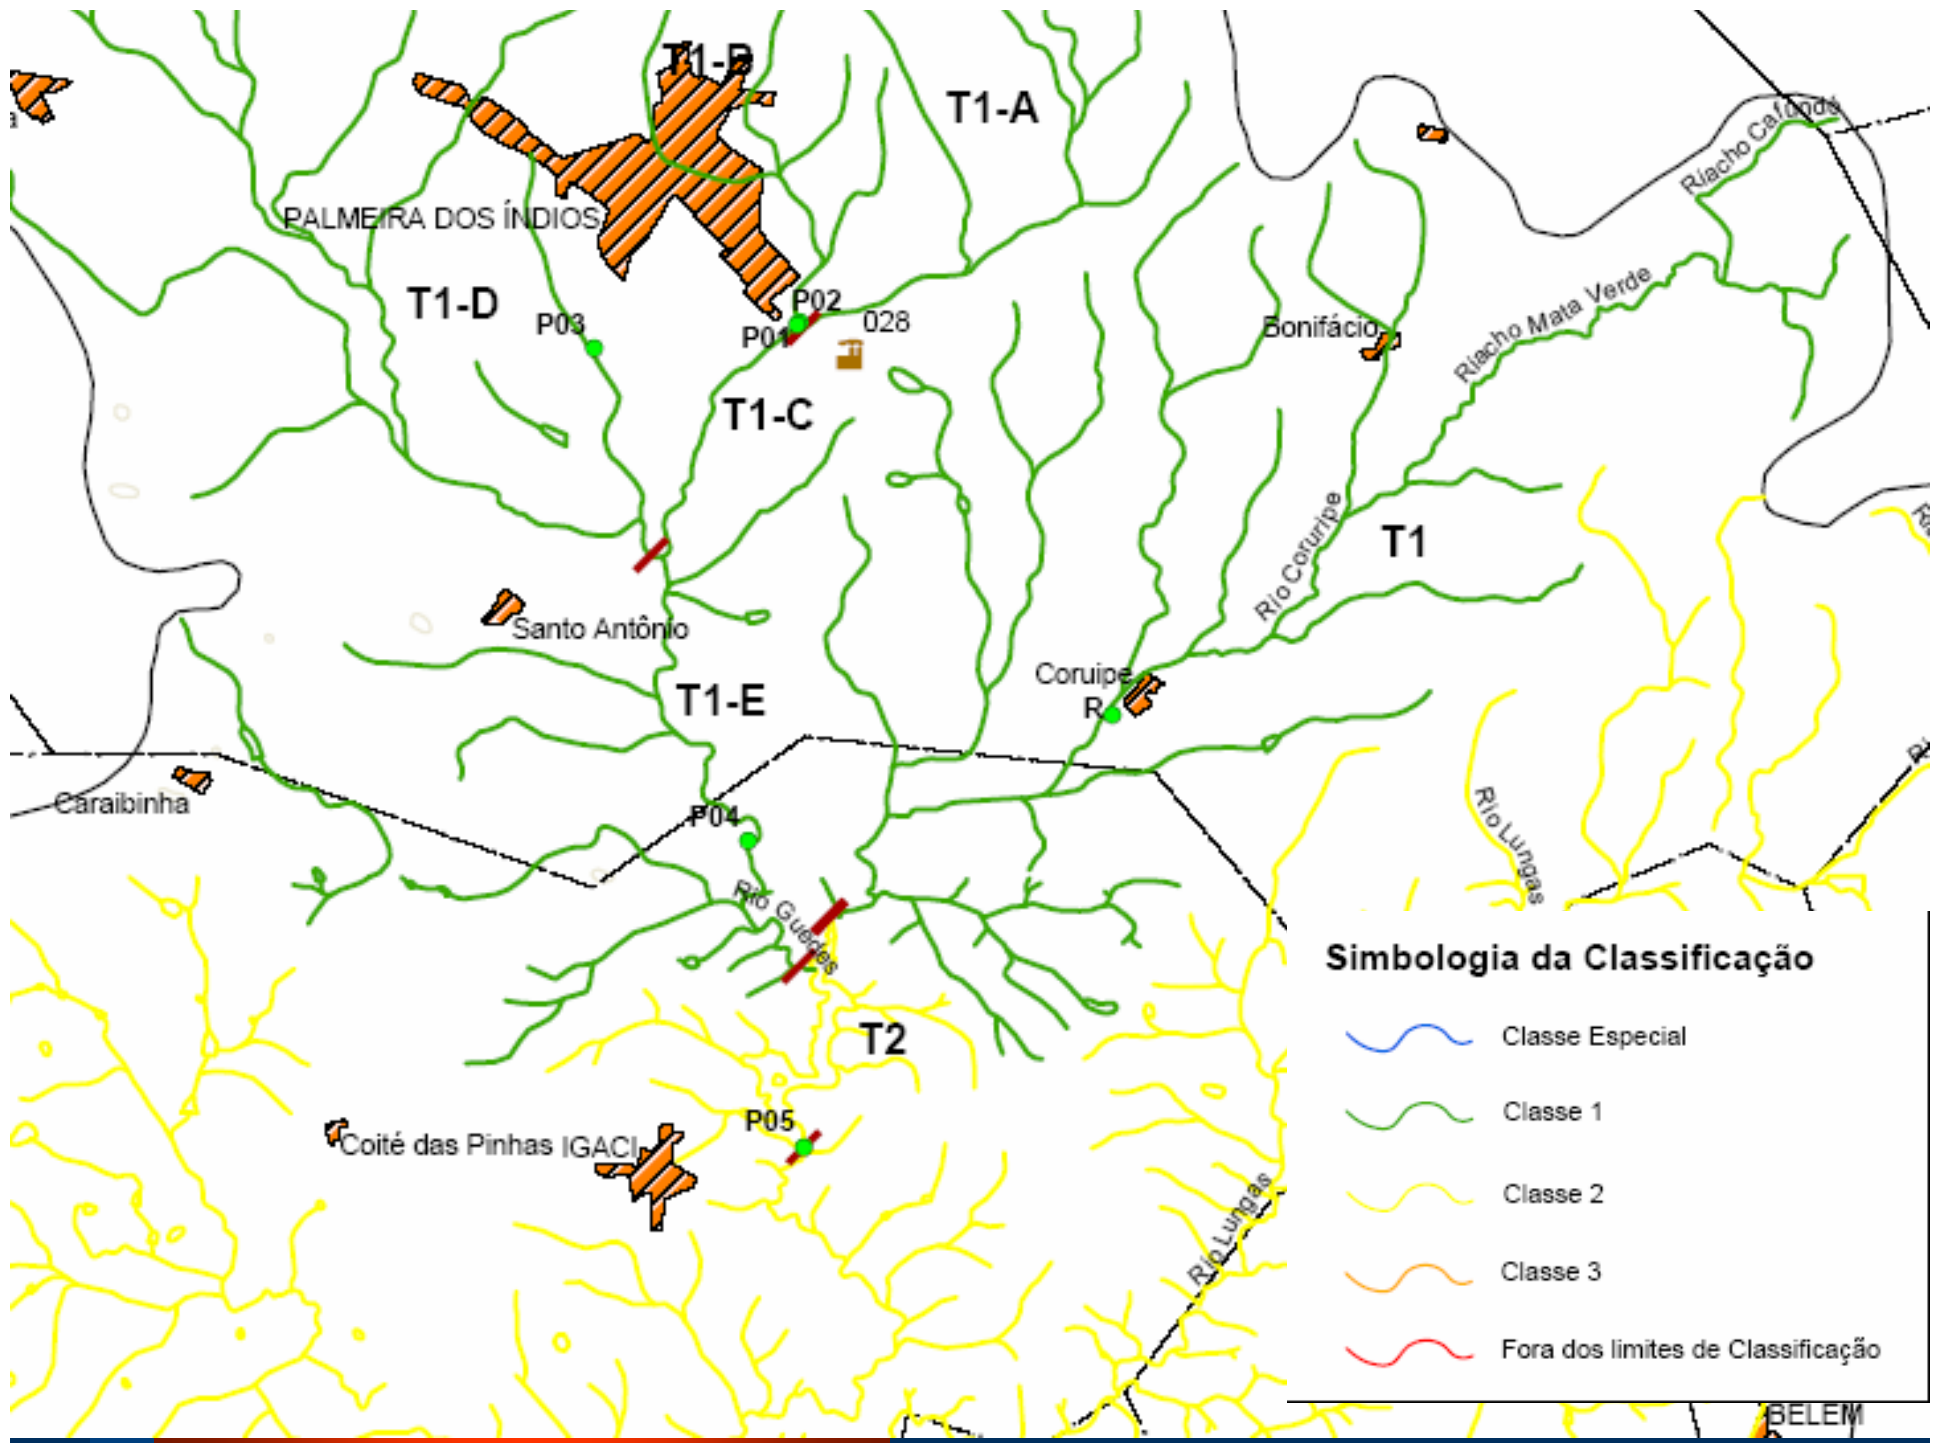 T1-B
T1-A
Riacho Cafundó
PALMEIRA DOS ÍNDIOS
T1-D
P03
P02
P01
028
Bonifácio
Riacho Mata Verde
T1-C
T1
Rio Coruripe
Santo Antônio
Coruipe
R
T1-E
Caraibinha
P04
Rio Lungas
Rio Guedes
T2
P05
Coité das Pinhas
IGACI
Rio Lungas
Simbologia da Classificação
Classe Especial
Classe 1
Classe 2
Classe 3
Fora dos limites de Classificação
BELEM